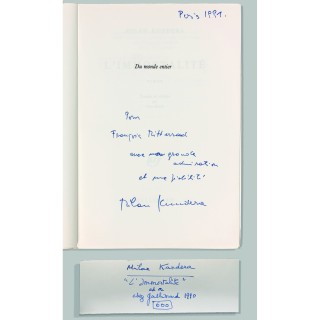 Paris 1991.
Du monde entier
Pour
François Mitterrand
avec ma grande
admiration
et ma fidélité
Milan Kundera
Milan Kundera
"L'Immortalité"
chez Gallimard 1990